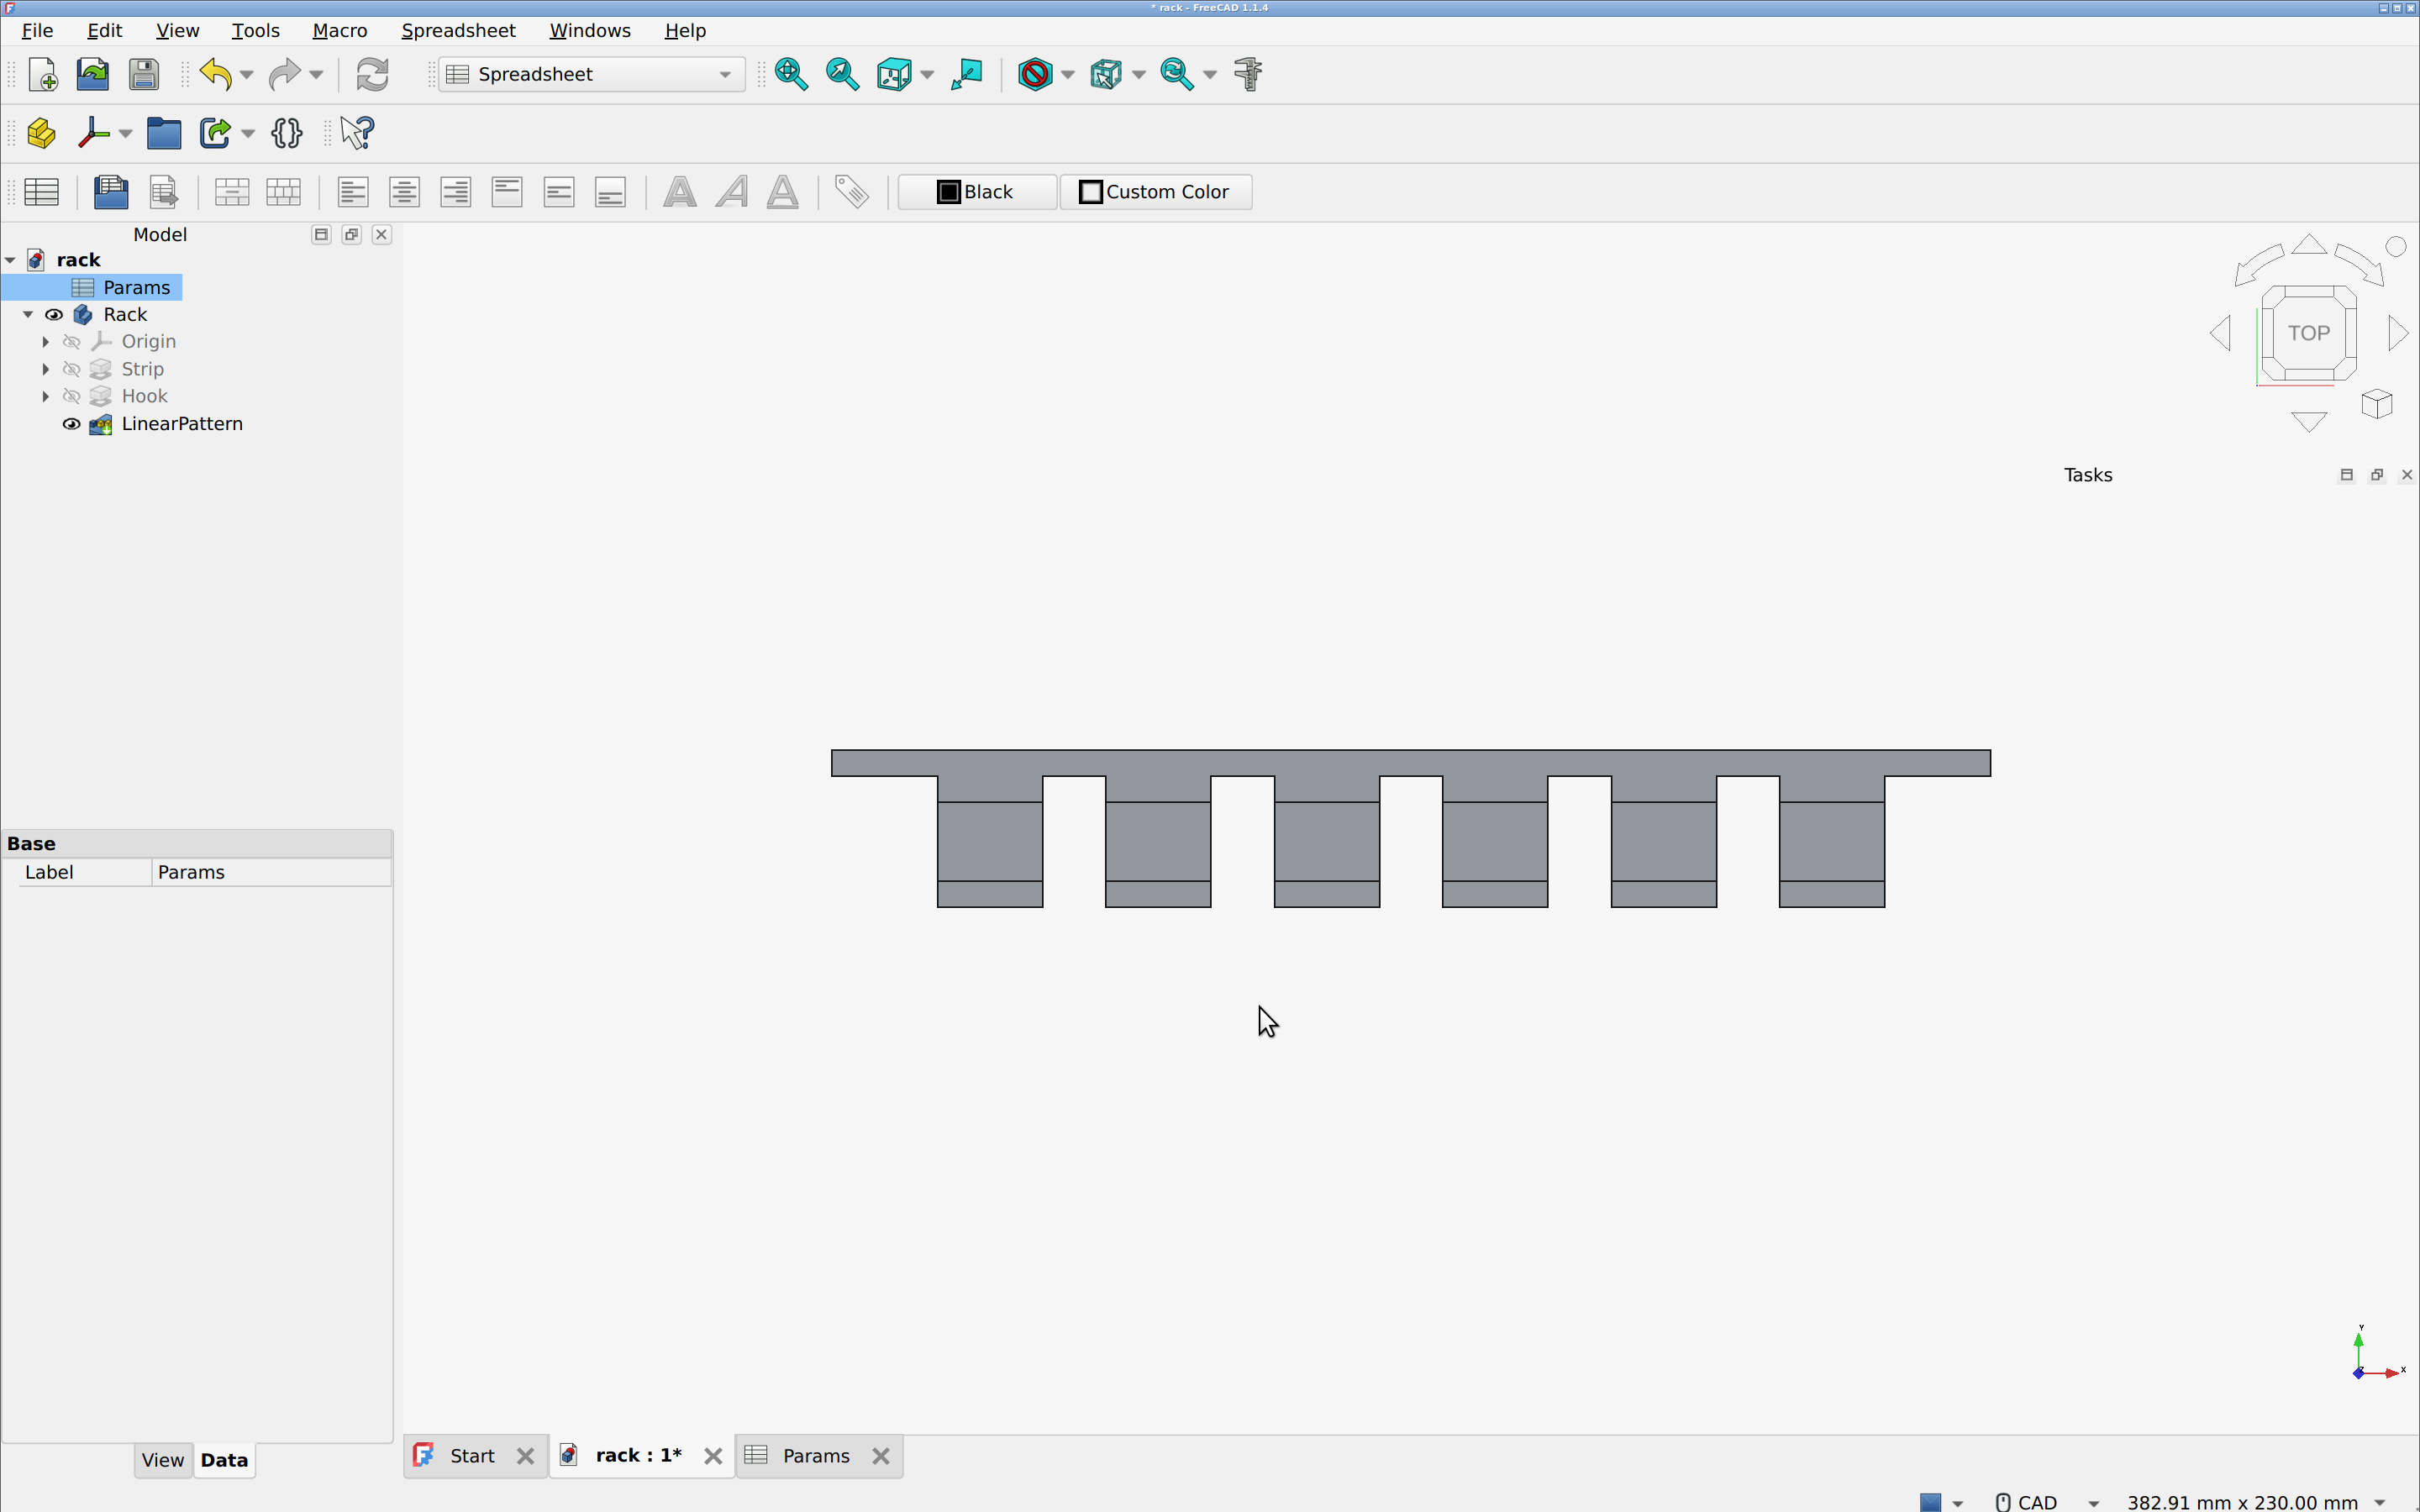 * rack - FreeCAD 1.1.4
File Edit View Tools Macro Spreadsheet Windows Help
Spreadsheet
Black Custom Color
Model
rack
Params
Rack
Origin
Strip
Hook
LinearPattern
TOP
Tasks
Base
Label Params
Y
Z X
View Data
Start rack : 1* Params
CAD 382.91 mm x 230.00 mm